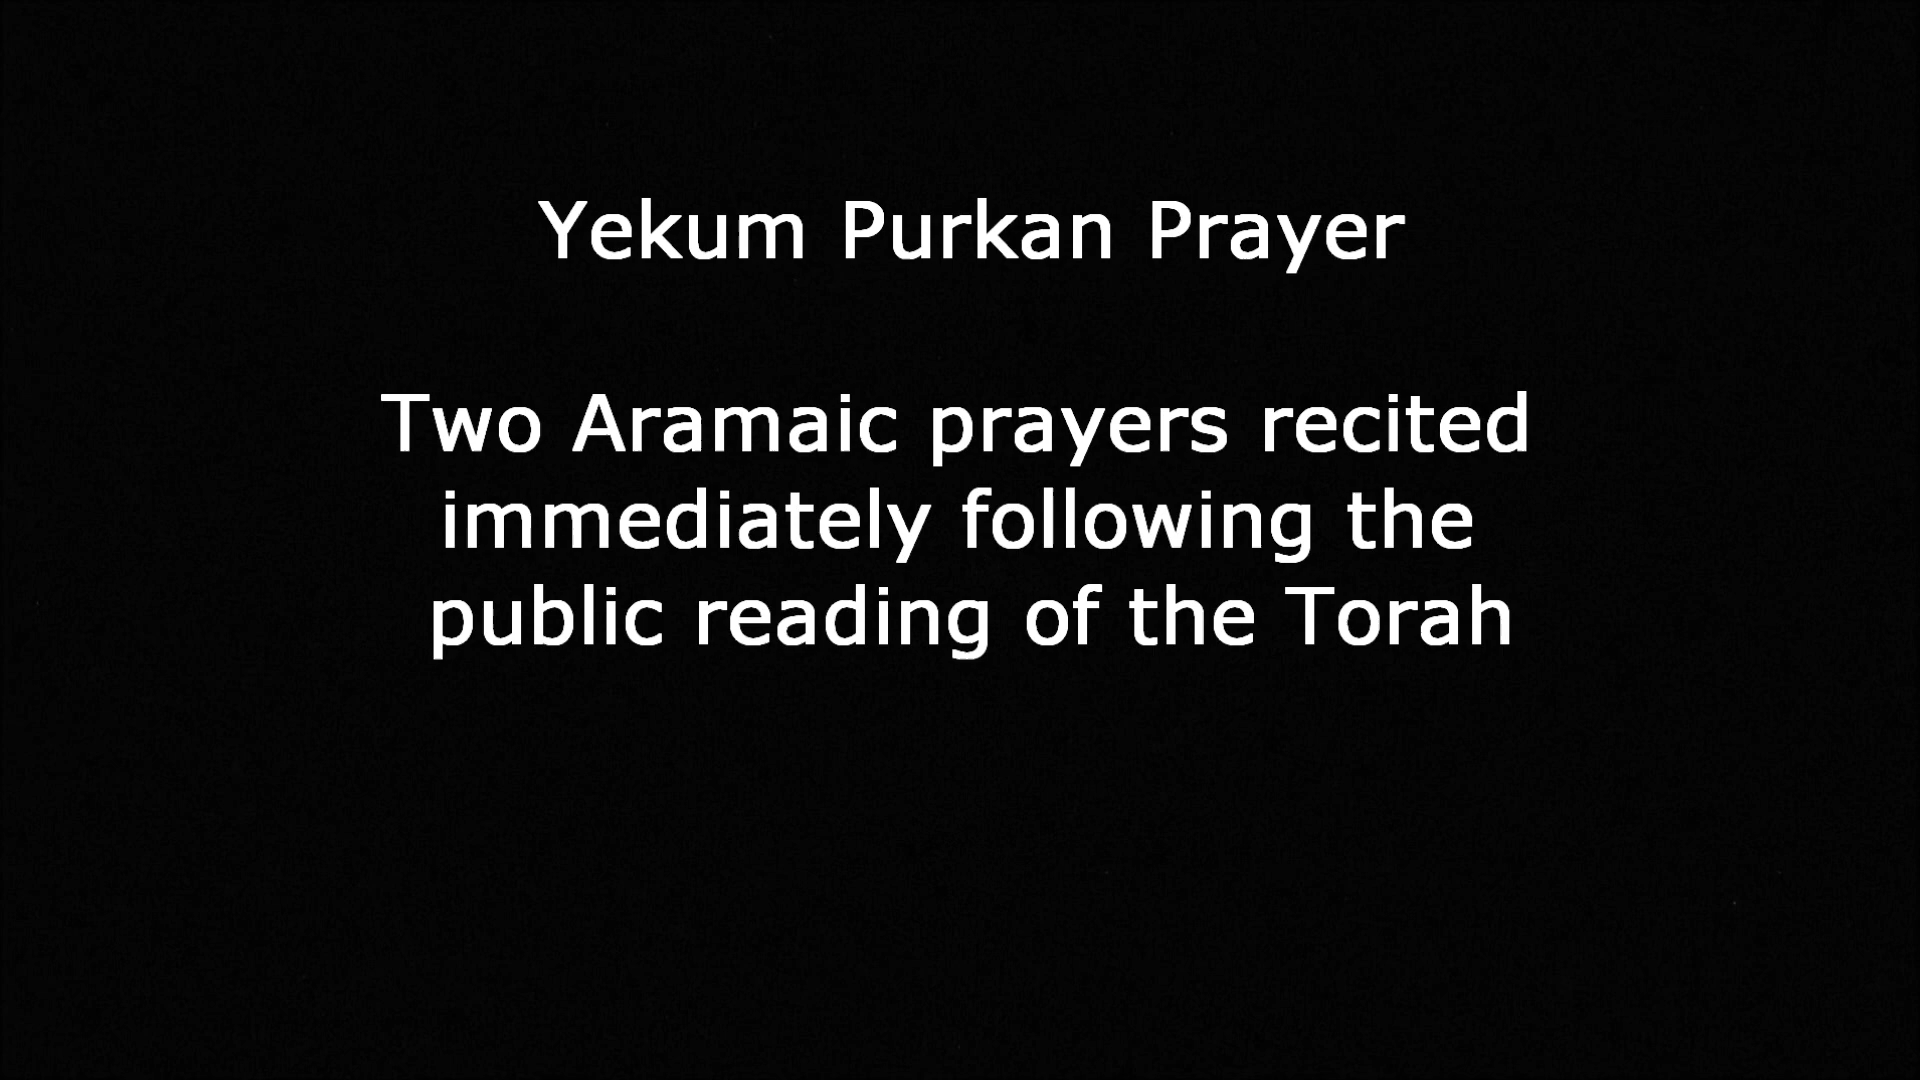 Yekum Purkan Prayer
Two Aramaic prayers recited
immediately following the
public reading of the Torah